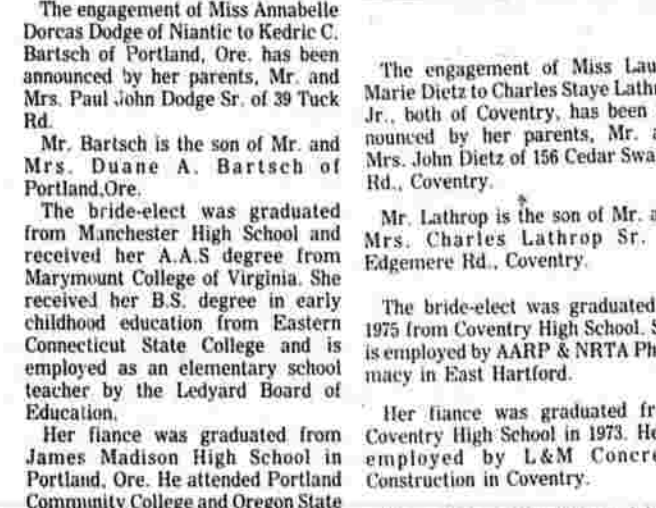 The engagement of Miss Annabelle
Dorcas Dodge of Niantic to Kedric C.
Bartsch of Portland, Ore. has been
announced by her parents, Mr. and
Mrs. Paul John Dodge Sr. of 39 Tuck
Rd.
Mr. Bartsch is the son of Mr. and
Mrs. Duane A. Bartsch of
Portland,Ore.
The bride-elect was graduated
from Manchester High School and
received her A.A.S degree from
Marymount College of Virginia. She
received her B.S. degree in early
childhood education from Eastern
Connecticut State College and is
employed as an elementary school
teacher by the Ledyard Board of
Education.
Her fiance was graduated from
James Madison High School in
Portland, Ore. He attended Portland
Community College and Oregon State
The engagement of Miss Lau
Marie Dietz to Charles Staye Lath
Jr., both of Coventry, has been
nounced by her parents, Mr.
Mrs. John Dietz of 156 Cedar Swa
Rd., Coventry.
Mr. Lathrop is the son of Mr.
Mrs. Charles Lathrop Sr.
Edgemere Rd., Coventry.
The bride-elect was graduated
1975 from Coventry High School. S
is employed by AARP & NRTA Ph
macy in East Hartford.
Her fiance was graduated fr
Coventry High School in 1973. He
employed by L&M Concre
Construction in Coventry.